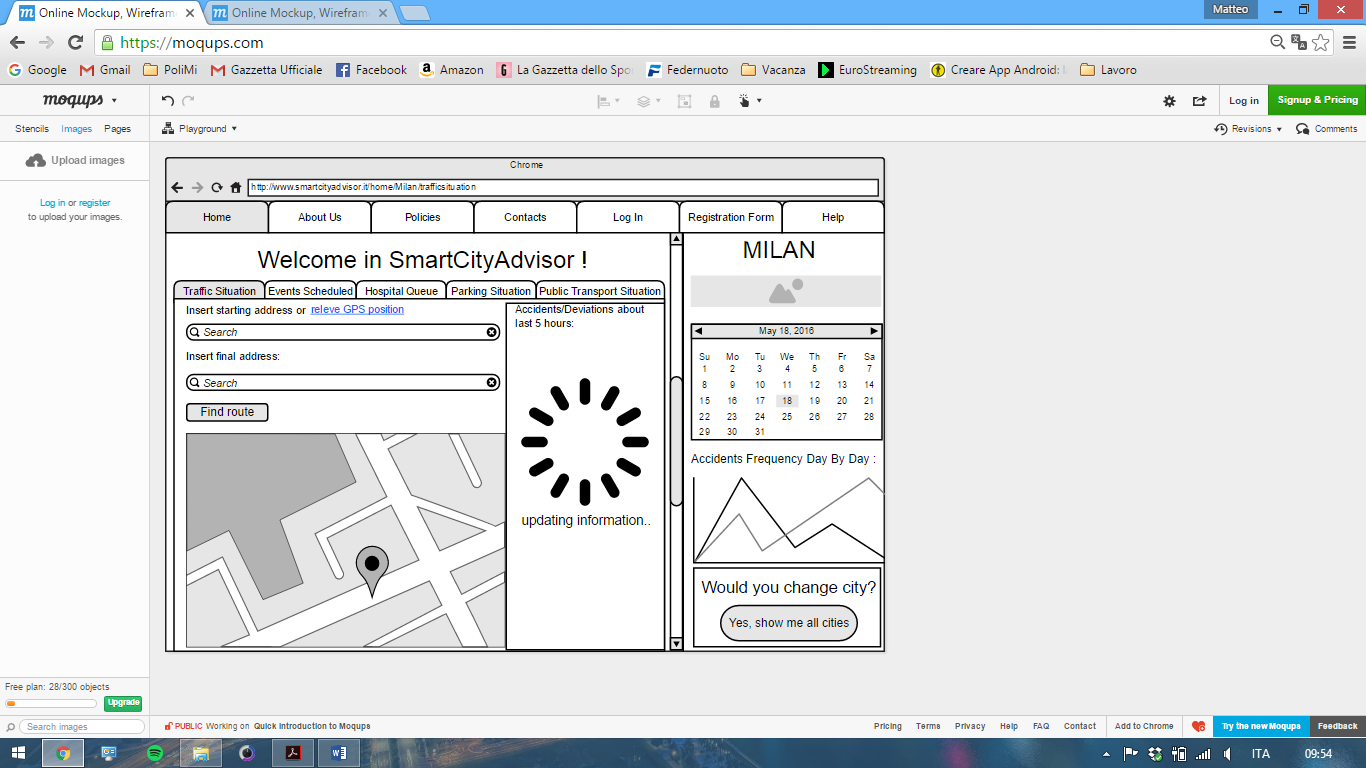 Online Mockup, Wirefram
Online Mockup, Wirefram
Matteo
https://moqups.com
Google
Gmail
PoliMi
Gazzetta Ufficiale
Facebook
Amazon
La Gazzetta dello Spo
Federnuoto
Vacanza
EuroStreaming
Creare App Android:
Lavoro
moqups
Log in
Signup & Pricing
Stencils
Images
Pages
Playground
Revisions
Comments
Upload images
Log in or register
to upload your images.
Chrome
http://www.smartcityadvisor.it/home/Milan/trafficsituation
Home
About Us
Policies
Contacts
Log In
Registration Form
Help
Welcome in SmartCityAdvisor !
Traffic Situation
Events Scheduled
Hospital Queue
Parking Situation
Public Transport Situation
Insert starting address or releve GPS position
Search
Insert final address:
Search
Find route
Accidents/Deviations about
last 5 hours:
updating information..
MILAN
May 18, 2016
Su Mo Tu We Th Fr Sa
1 2 3 4 5 6 7
8 9 10 11 12 13 14
15 16 17 18 19 20 21
22 23 24 25 26 27 28
29 30 31
Accidents Frequency Day By Day :
Would you change city?
Yes, show me all cities
Free plan: 28/300 objects
Upgrade
Search images
PUBLIC Working on Quick Introduction to Moqups
Pricing
Terms
Privacy
Help
FAQ
Contact
Add to Chrome
Try the new Moqups
Feedback
ITA
09:54